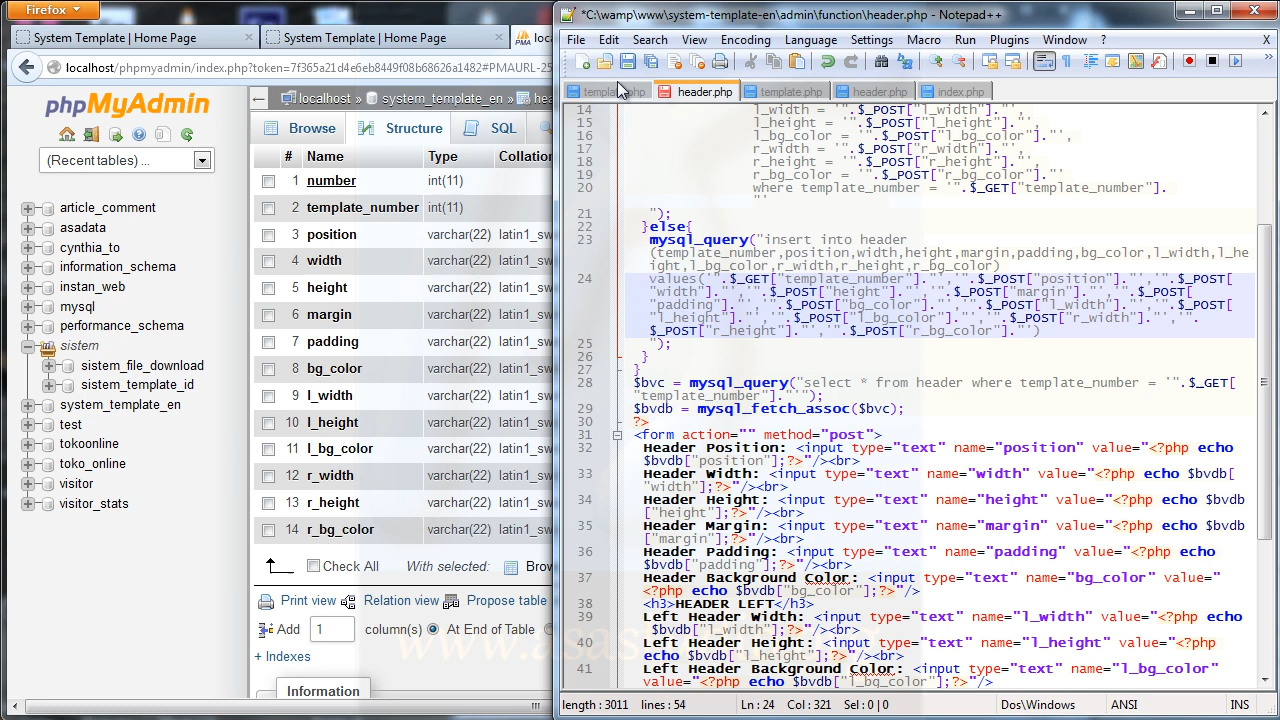 Firefox
System Template | Home Page
System Template | Home Page
loc
localhost/phpmyadmin/index.php?token=7f365a21d1e6eb844976bb68626a1482#PMAURL-25
phpMyAdmin
(Recent tables) ...
article_comment
asadata
cynthia_to
information_schema
irstan_web
mysql
performance_schema
sistem
sistem_file_download
sistem_template_id
system_template_en
test
tokoonline
toko_online
visitor
visitor_stats
localhost » system_template_en » hea
Browse Structure SQL
# Name Type Collation
1 number int(11)
2 template_number int(11)
3 position varchar(22) latin1_sw
4 width varchar(22) latin1_sw
5 height varchar(22) latin1_sw
6 margin varchar(22) latin1_sw
7 padding varchar(22) latin1_sw
8 bg_color varchar(22) latin1_sw
9 l_width varchar(22) latin1_sw
10 l_height varchar(22) latin1_sw
11 l_bg_color varchar(22) latin1_sw
12 r_width varchar(22) latin1_sw
13 r_height varchar(22) latin1_sw
14 r_bg_color varchar(22) latin1_sw
Check All With selected: Brow
Print view Relation view Propose table
Add 1 column(s) At End of Table
+ Indexes
Information
*C:\wamp\www\system-template-en\admin\function\header.php - Notepad++
File Edit Search View Encoding Language Settings Macro Run Plugins Window ? X
template.php header.php template.php header.php index.php
14 l_width = '".$_POST["l_width"]."',
15 l_height = '".$_POST["l_height"]."',
16 l_bg_color = '".$_POST["l_bg_color"]."',
17 r_width = '".$_POST["r_width"]."',
18 r_height = '".$_POST["r_height"]."',
19 r_bg_color = '".$_POST["r_bg_color"]."'
20 where template_number = '".$_GET["template_number"].
"'
21 ");
22 }else{
23 mysql_query("insert into header
(template_number,position,width,height,margin,padding,bg_color,l_width,l_he
ight,l_bg_color,r_width,r_height,r_bg_color)
24 values('".$_GET["template_number"]."','".$_POST["position"]."','".$_POST[
"width"]."','".$_POST["height"]."','".$_POST["margin"]."','".$_POST[
"padding"]."','".$_POST["bg_color"]."','".$_POST["l_width"]."','".$_POST[
"l_height"]."','".$_POST["l_bg_color"]."','".$_POST["r_width"]."','".
$_POST["r_height"]."','".$_POST["r_bg_color"]."')
25 ");
26 }
27 }
28 $bvc = mysql_query("select * from header where template_number = '".$_GET[
"template_number"]."'");
29 $bvdb = mysql_fetch_assoc($bvc);
30 ?>
31 <form action="" method="post">
32 Header Position: <input type="text" name="position" value="<?php echo
$bvdb["position"];?>"/><br>
33 Header Width: <input type="text" name="width" value="<?php echo $bvdb[
"width"];?>"/><br>
34 Header Height: <input type="text" name="height" value="<?php echo $bvdb
["height"];?>"/><br>
35 Header Margin: <input type="text" name="margin" value="<?php echo $bvdb
["margin"];?>"/><br>
36 Header Padding: <input type="text" name="padding" value="<?php echo
$bvdb["padding"];?>"/><br>
37 Header Background Color: <input type="text" name="bg_color" value="
<?php echo $bvdb["bg_color"];?>"/>
38 <h3>HEADER LEFT</h3>
39 Left Header Width: <input type="text" name="l_width" value="<?php echo
$bvdb["l_width"];?>"/><br>
40 Left Header Height: <input type="text" name="l_height" value="<?php
echo $bvdb["l_height"];?>"/><br>
41 Left Header Background Color: <input type="text" name="l_bg_color"
value="<?php echo $bvdb["l_bg_color"];?>"/>
length : 3011 lines : 54 Ln : 24 Col : 321 Sel : 0 | 0 Dos\Windows ANSI INS